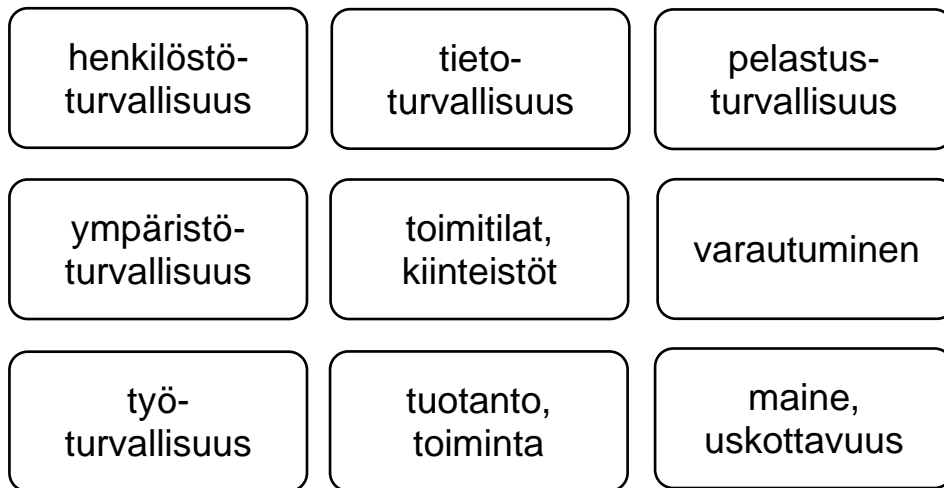 henkilöstö-
turvallisuus
tieto-
turvallisuus
pelastus-
turvallisuus
ympäristö-
turvallisuus
toimitilat,
kiinteistöt
varautuminen
työ-
turvallisuus
tuotanto,
toiminta
maine,
uskottavuus